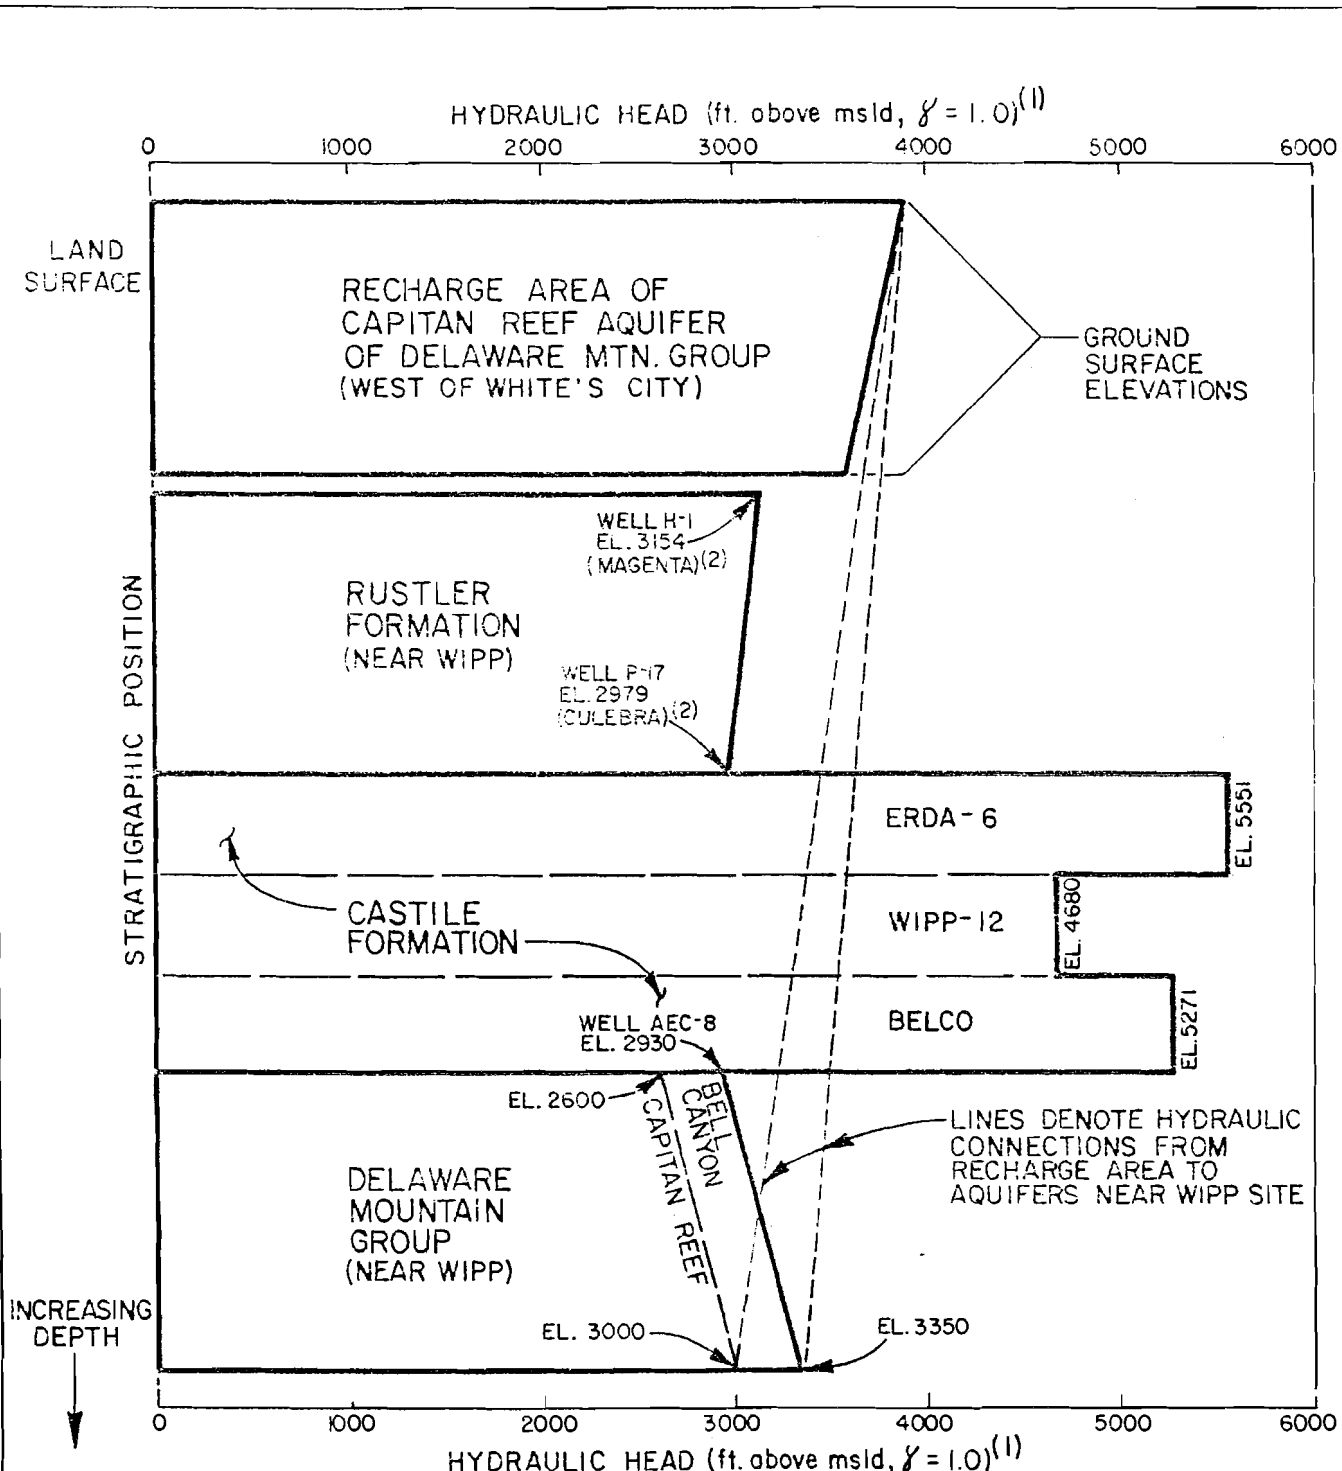 HYDRAULIC HEAD (ft. above msld, γ = 1.0)(1)
0 1000 2000 3000 4000 5000 6000
LAND
SURFACE
RECHARGE AREA OF
CAPITAN REEF AQUIFER
OF DELAWARE MTN. GROUP
(WEST OF WHITE'S CITY)
GROUND
SURFACE
ELEVATIONS
WELL H-1
EL. 3154
(MAGENTA)(2)
RUSTLER
FORMATION
(NEAR WIPP)
WELL P-17
EL. 2979
(CULEBRA)(2)
STRATIGRAPHIC POSITION
ERDA-6
EL. 5551
CASTILE
FORMATION
WIPP-12
EL. 4680
WELL AEC-8
EL. 2930
BELCO
EL. 5271
EL. 2600
BELL
CANYON
CAPITAN REEF
LINES DENOTE HYDRAULIC
CONNECTIONS FROM
RECHARGE AREA TO
AQUIFERS NEAR WIPP SITE
DELAWARE
MOUNTAIN
GROUP
(NEAR WIPP)
INCREASING
DEPTH
EL. 3000
EL. 3350
0 1000 2000 3000 4000 5000 6000
HYDRAULIC HEAD (ft. above msld, γ = 1.0)(1)